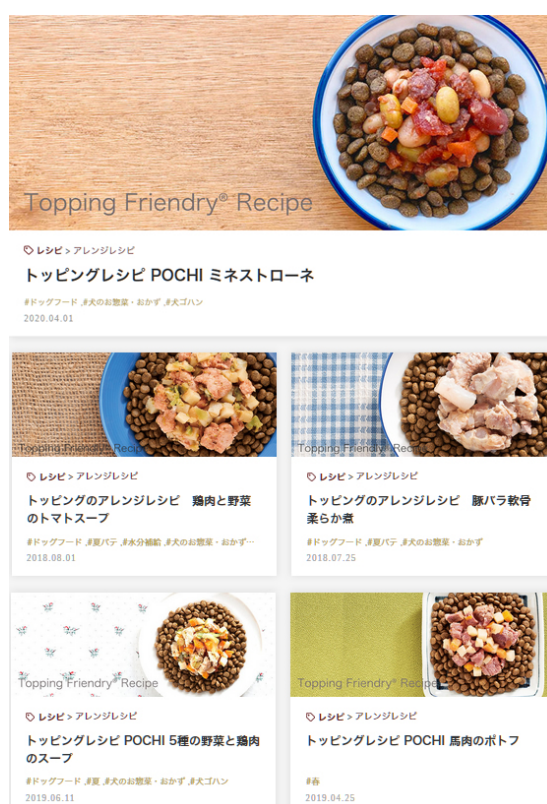 Topping Friendry® Recipe
レシピ > アレンジレシピ
トッピングレシピ POCHI ミネストローネ
#ドッグフード ,#犬のお惣菜・おかず ,#犬ゴハン
2020.04.01
Topping Friendry® Recipe
レシピ > アレンジレシピ
トッピングのアレンジレシピ 鶏肉と野菜
のトマトスープ
#ドッグフード ,#夏バテ ,#水分補給 ,#犬のお惣菜・おかず…
2018.08.01
Topping Friendry® Recipe
レシピ > アレンジレシピ
トッピングのアレンジレシピ 豚バラ軟骨
柔らか煮
#ドッグフード ,#夏バテ ,#犬のお惣菜・おかず
2018.07.25
Topping Friendry® Recipe
レシピ > アレンジレシピ
トッピングレシピ POCHI 5種の野菜と鶏肉
のスープ
#ドッグフード ,#夏 ,#犬のお惣菜・おかず ,#犬ゴハン
2019.06.11
Topping Friendry® Recipe
レシピ > アレンジレシピ
トッピングレシピ POCHI 馬肉のポトフ
#春
2019.04.25